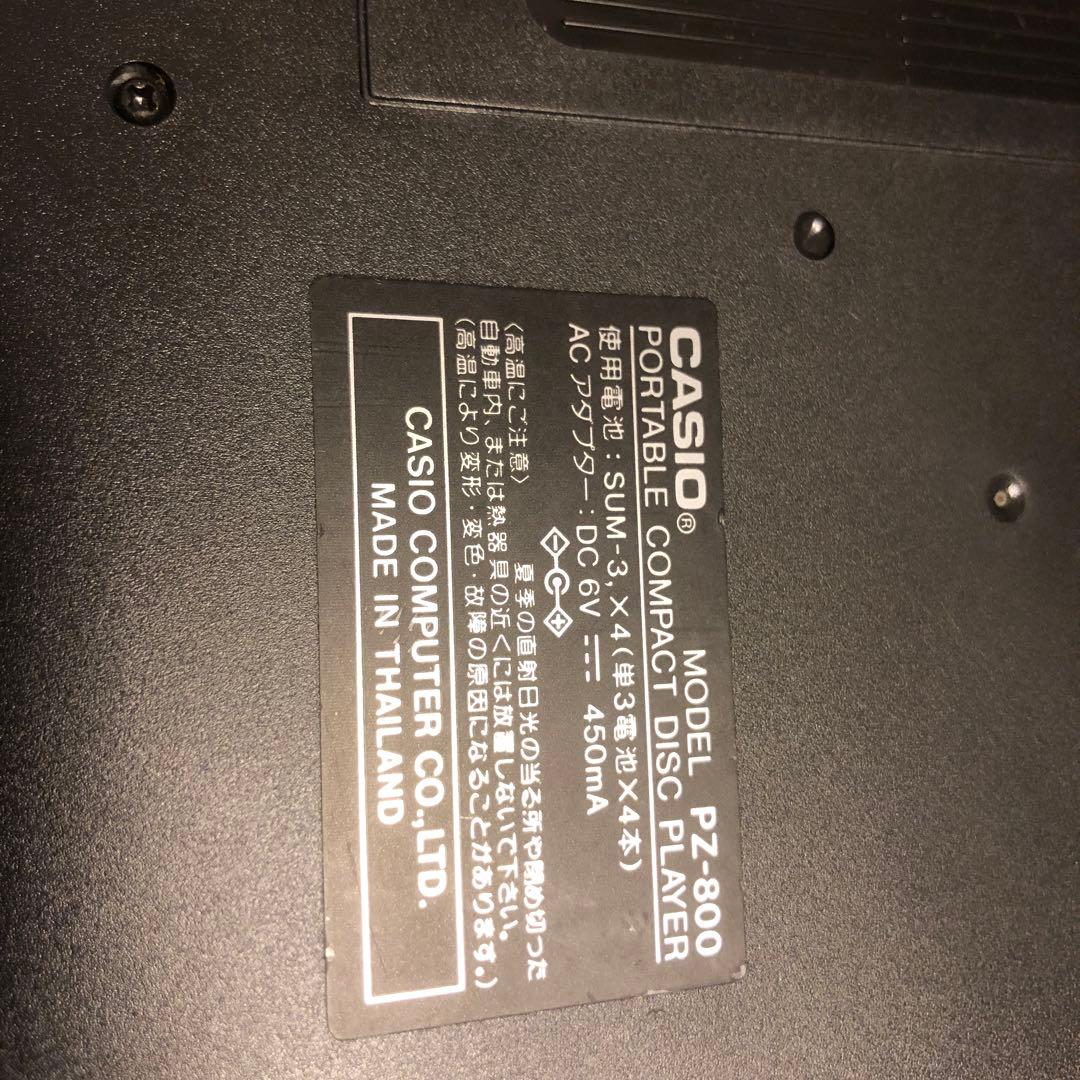 CASIO® MODEL PZ-800
PORTABLE COMPACT DISC PLAYER
使用電池：SUM-3,×4(単3電池×4本)
ACアダプター：DC 6V ⎓ 450mA
〈高温にご注意〉 夏季の直射日光の当る所や閉め切った
自動車内、または熱器具の近くには放置しないで下さい。
(高温により変形・変色・故障の原因になることがあります。)
CASIO COMPUTER CO.,LTD.
MADE IN THAILAND